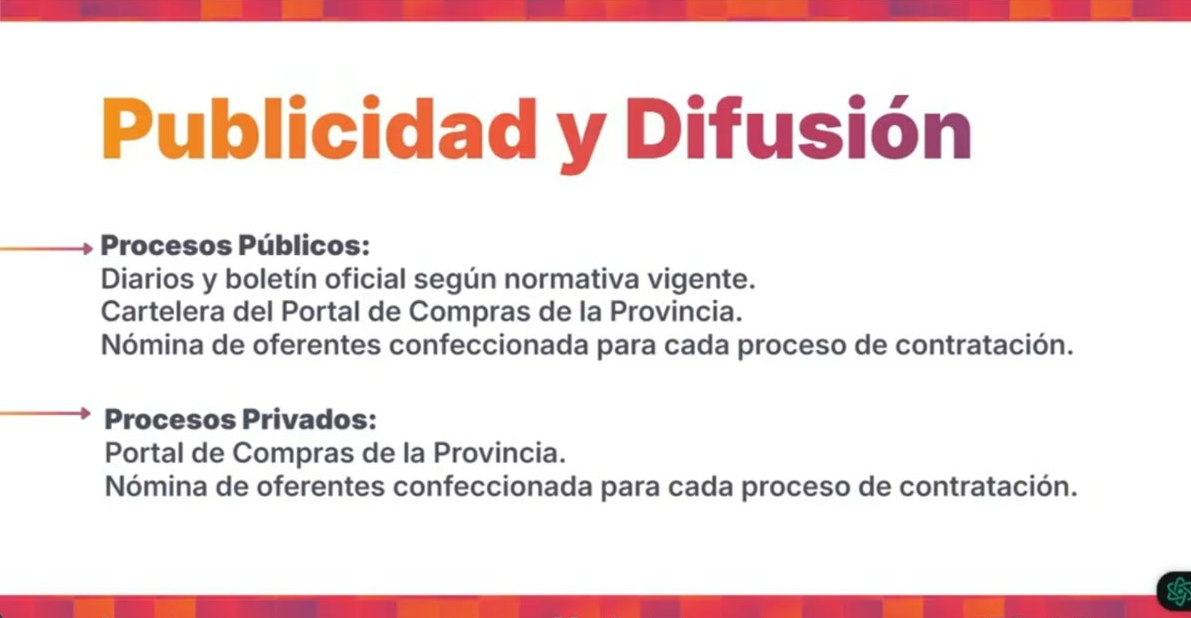 Publicidad y Difusión
Procesos Públicos:
Diarios y boletín oficial según normativa vigente.
Cartelera del Portal de Compras de la Provincia.
Nómina de oferentes confeccionada para cada proceso de contratación.
Procesos Privados:
Portal de Compras de la Provincia.
Nómina de oferentes confeccionada para cada proceso de contratación.